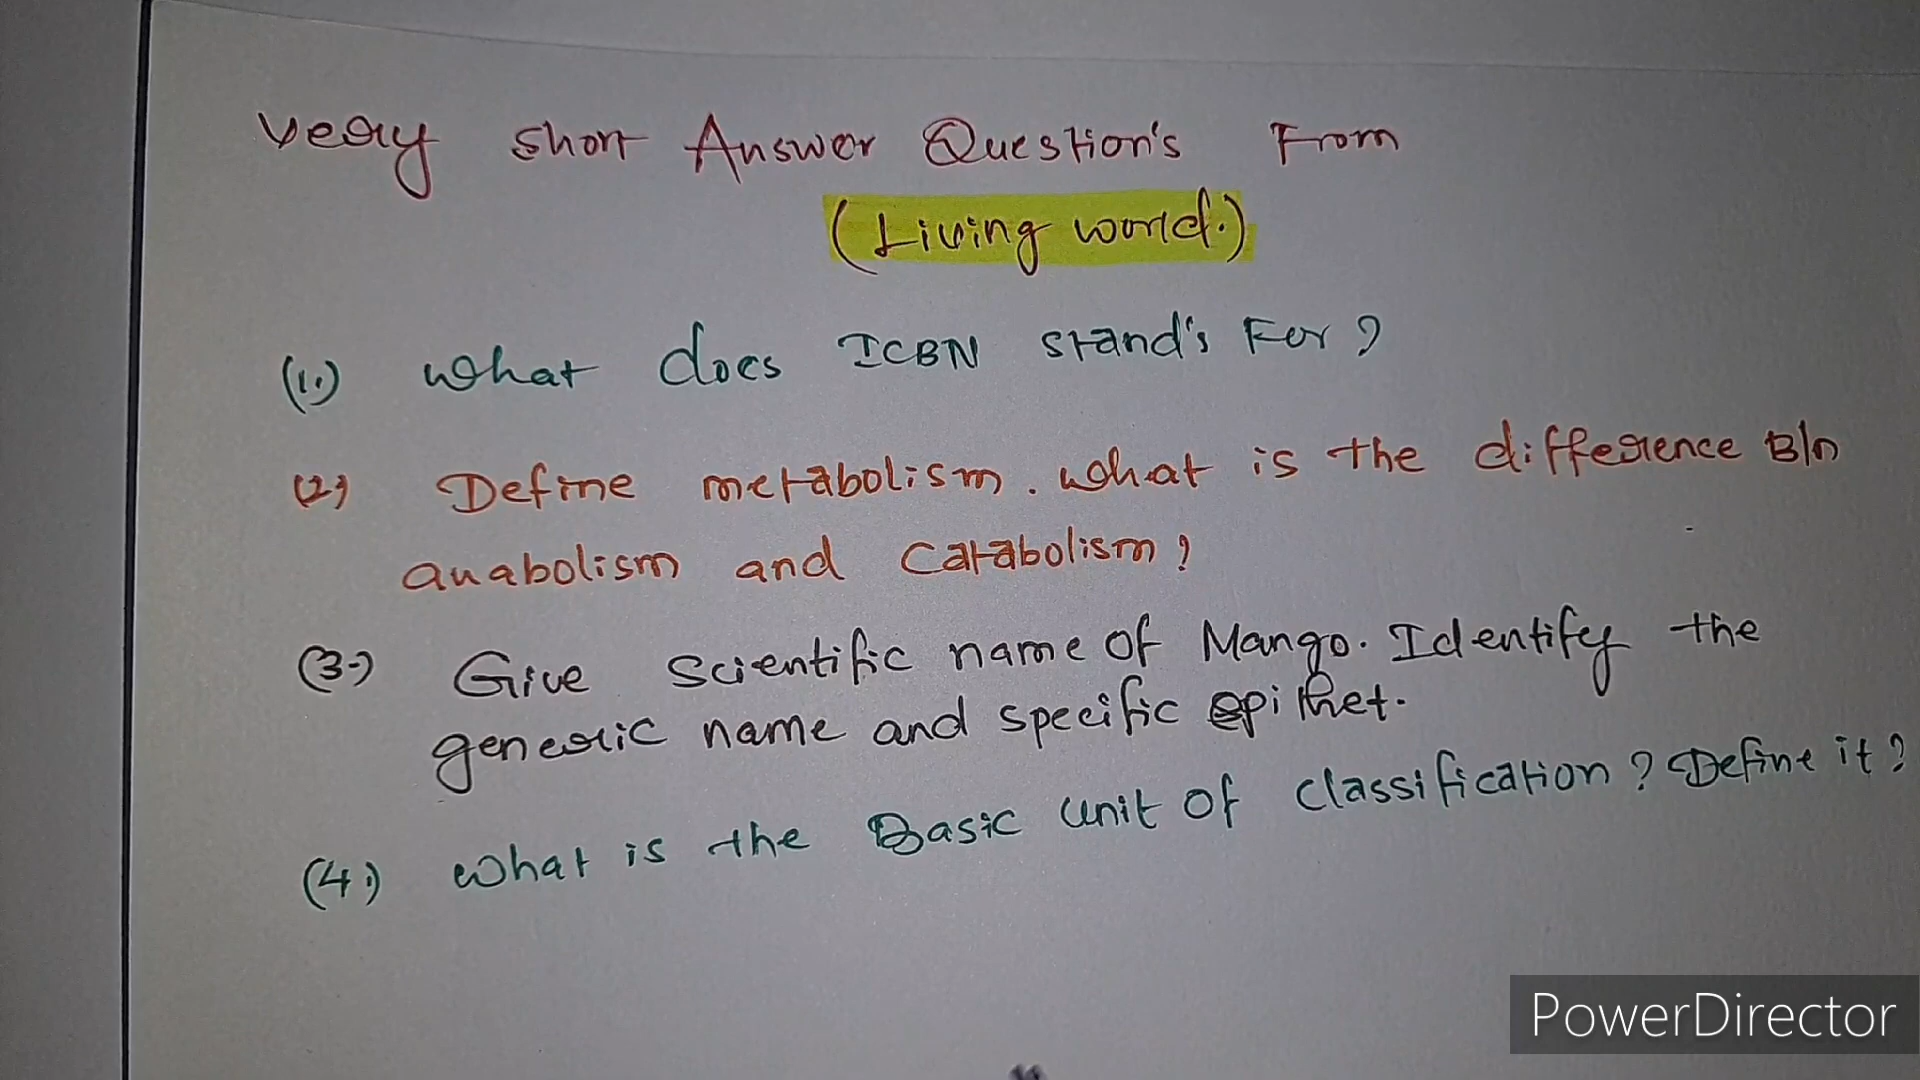 Very Short Answer Question's From
(Living world.)
(1.) What does ICBN stand's For?
(2) Define metabolism. What is the difference B/n
anabolism and Catabolism?
(3.) Give Scientific name of Mango. Identify the
generic name and specific epithet.
(4.) What is the Basic unit of classification? Define it?
PowerDirector